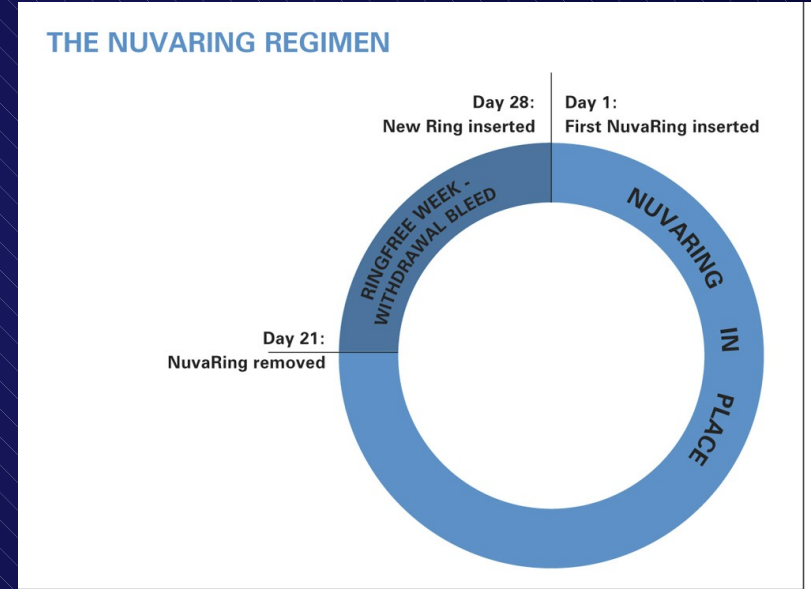 THE NUVARING REGIMEN
Day 28:
New Ring inserted
Day 1:
First NuvaRing inserted
RINGFREE WEEK -
WITHDRAWAL BLEED
NUVARING IN PLACE
Day 21:
NuvaRing removed